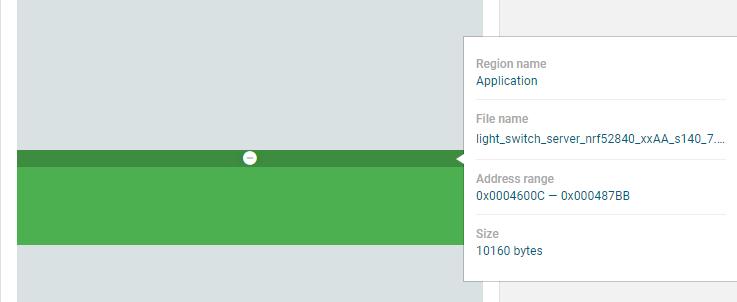 Region name
Application
File name
light_switch_server_nrf52840_xxAA_s140_7....
Address range
0x0004600C — 0x000487BB
Size
10160 bytes